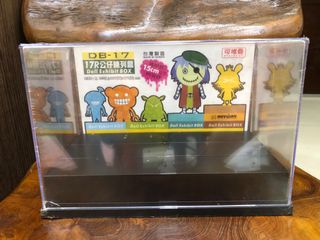 DB-17
台灣製造
可堆疊
17R公仔陳列盒
Doll Exhibit BOX
15cm
Doll Exhibit BOX
Doll Exhibit BOX
Doll Exhibit BOX